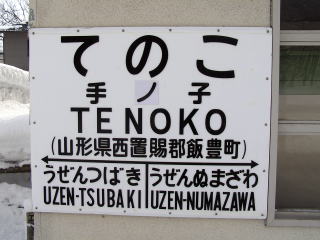 てのこ
手ノ子
TENOKO
(山形県西置賜郡飯豊町)
うぜんつばき うぜんぬまざわ
UZEN-TSUBAKI UZEN-NUMAZAWA